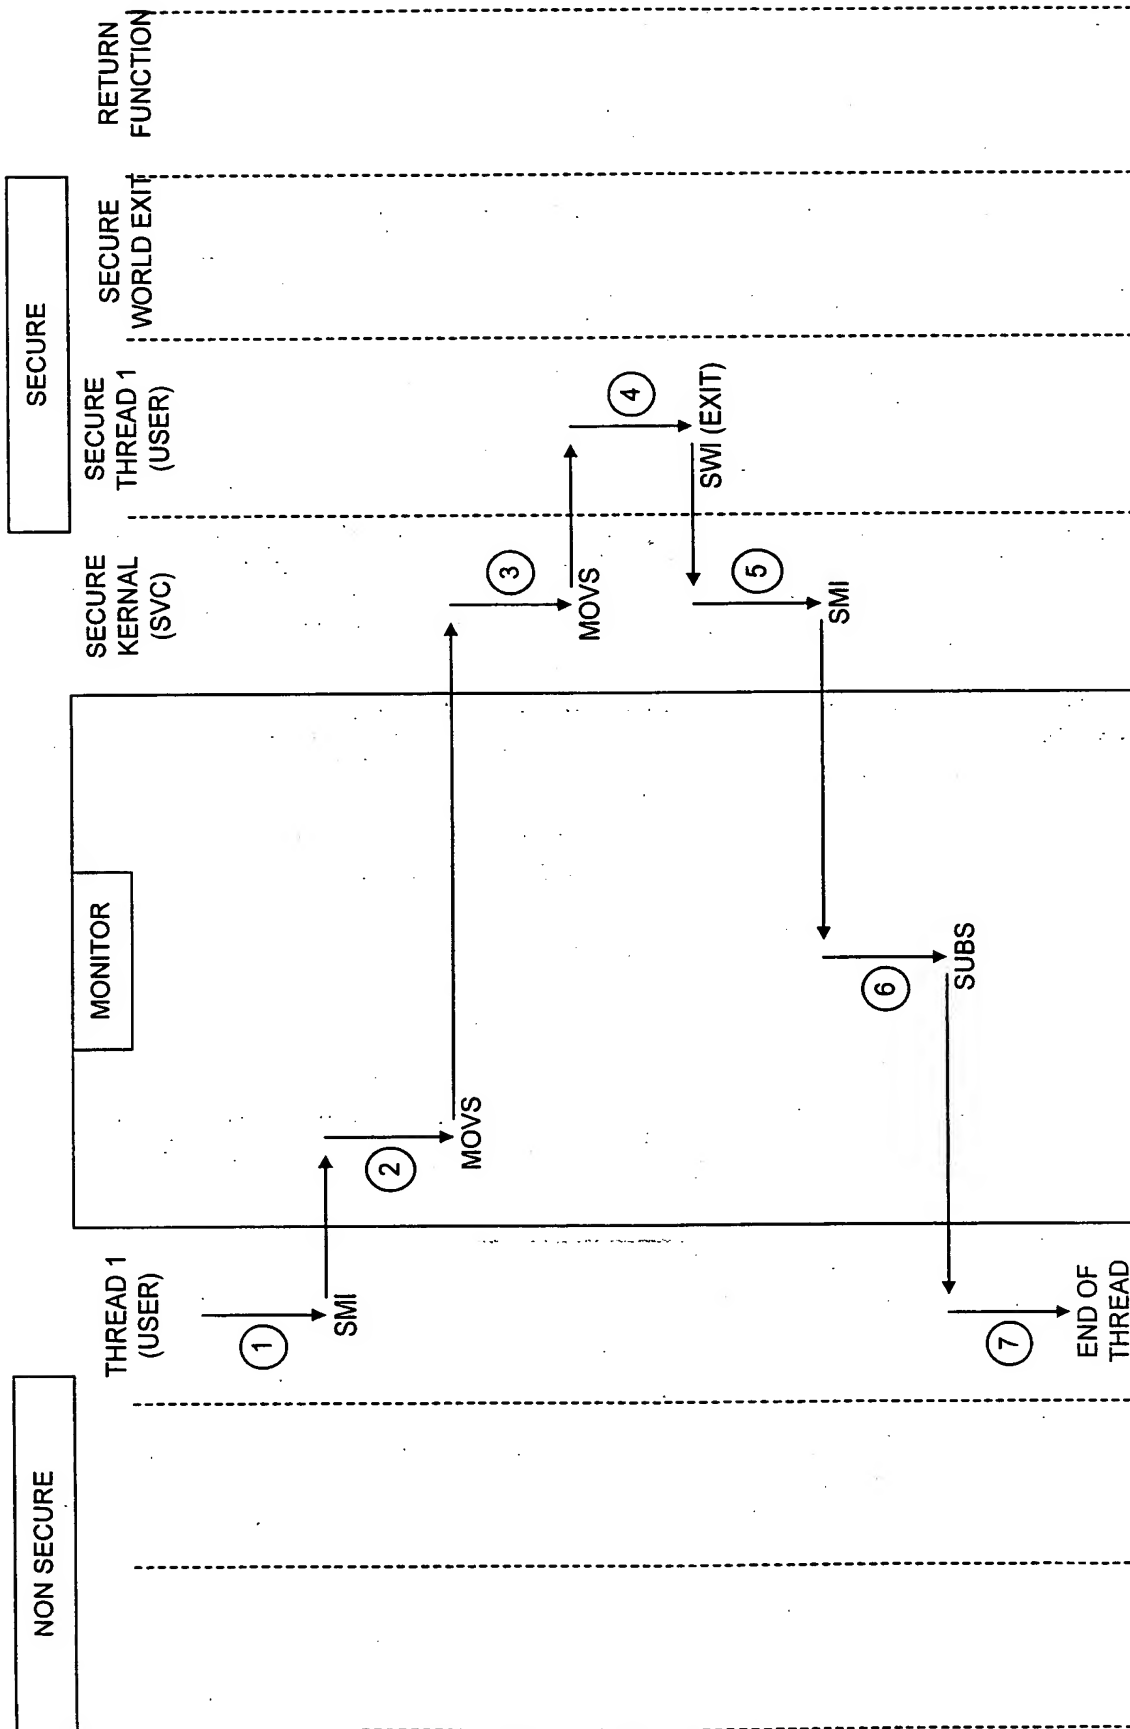 NON SECURE
MONITOR
SECURE
THREAD 1
(USER)
SECURE
KERNAL
(SVC)
SECURE
THREAD 1
(USER)
SECURE
WORLD EXIT
RETURN
FUNCTION
1
SMI
2
MOVS
3
MOVS
4
SWI (EXIT)
5
SMI
6
SUBS
7
END OF
THREAD